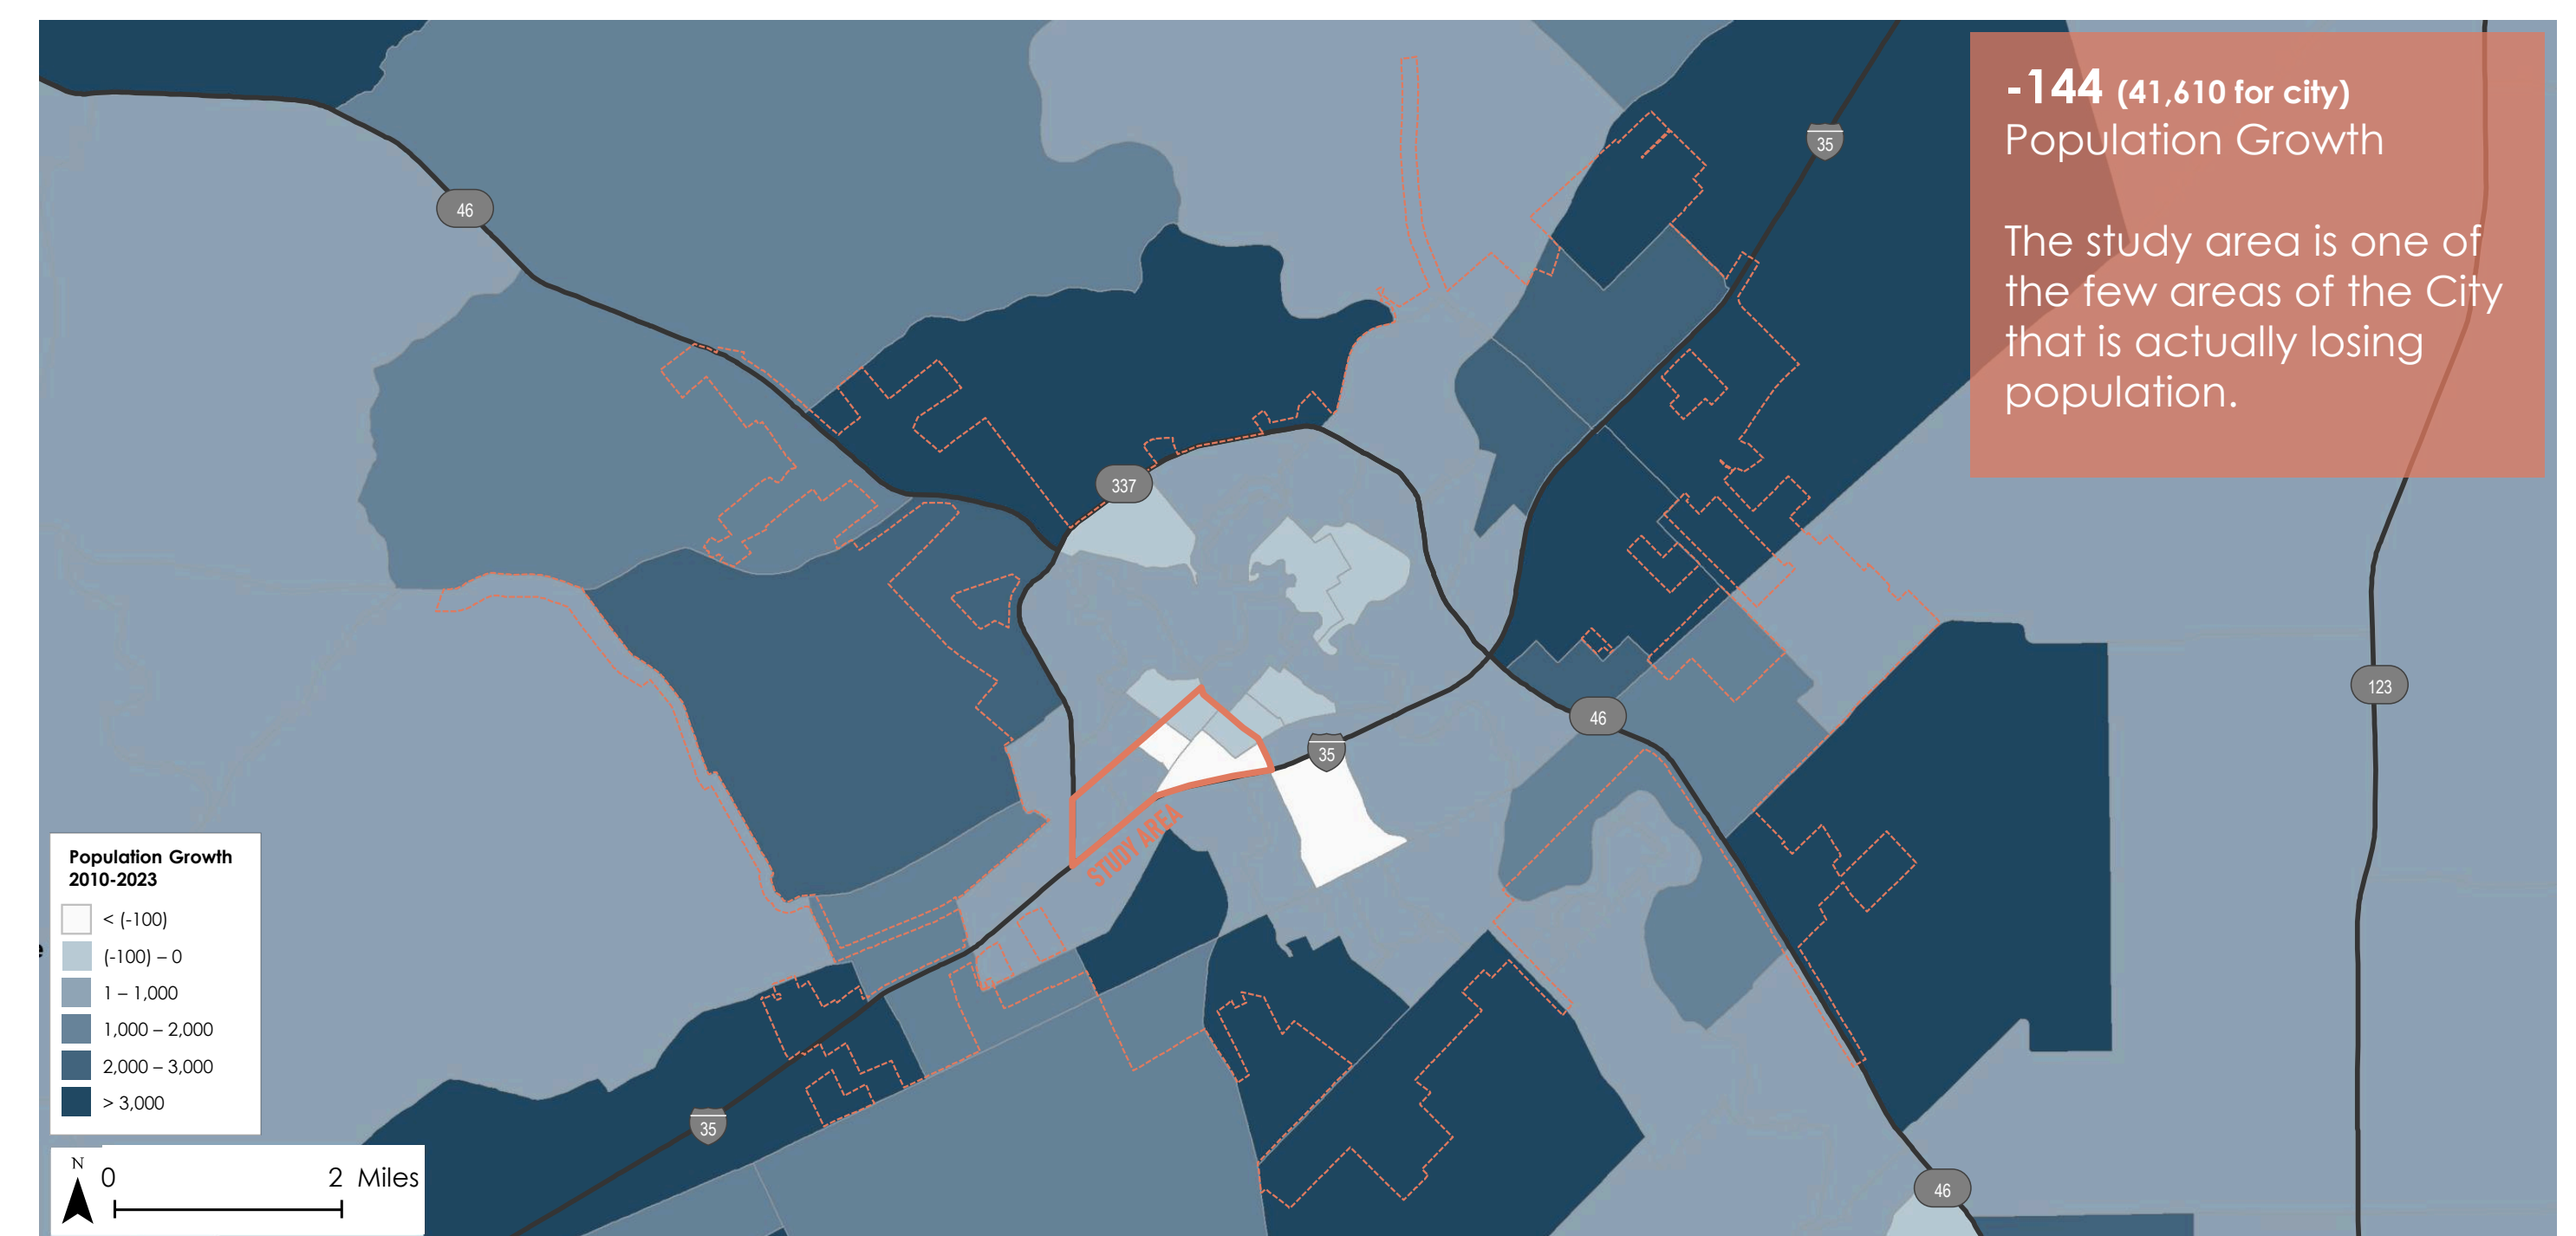 -144 (41,610 for city)
Population Growth
The study area is one of
the few areas of the City
that is actually losing
population.
35
46
337
123
46
35
STUDY AREA
Population Growth
2010-2023
< (-100)
(-100) – 0
1 – 1,000
1,000 – 2,000
2,000 – 3,000
> 3,000
35
N
0 2 Miles
46